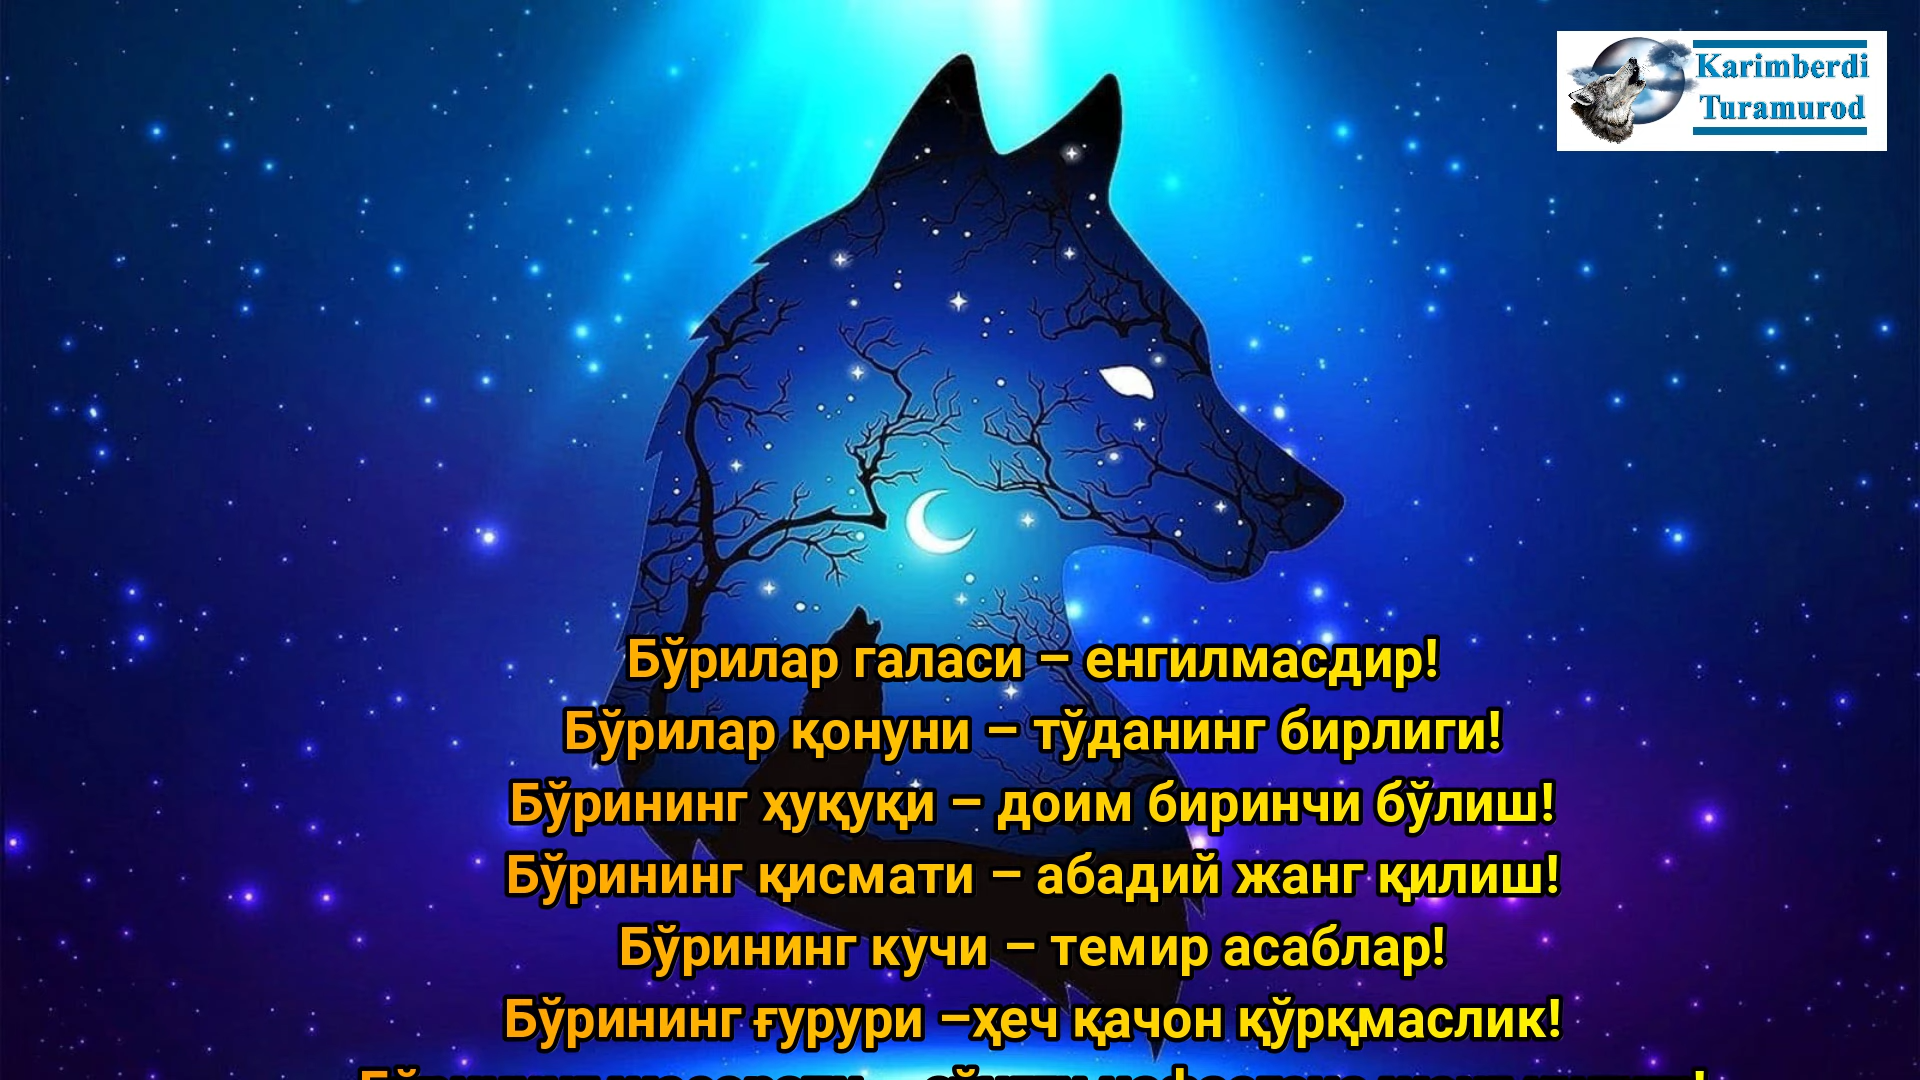 Karimberdi
Turamurod
Бўрилар галаси – енгилмасдир!
Бўрилар қонуни – тўданинг бирлиги!
Бўрининг ҳуқуқи – доим биринчи бўлиш!
Бўрининг қисмати – абадий жанг қилиш!
Бўрининг кучи – темир асаблар!
Бўрининг ғурури –ҳеч қачон қўрқмаслик!